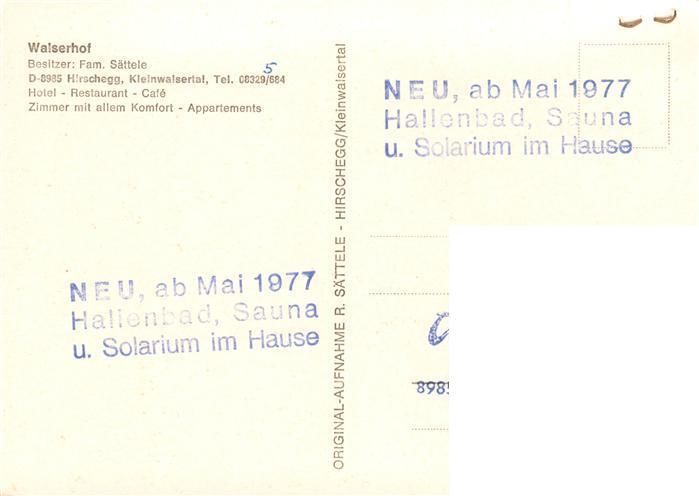 Walserhof
Besitzer: Fam. Sättele
5
D-8985 Hirschegg, Kleinwalsertal, Tel. 08329/684
Hotel - Restaurant - Café
Zimmer mit allem Komfort - Appartements
NEU, ab Mai 1977
Hallenbad, Sauna
u. Solarium im Hause
ORIGINAL-AUFNAHME R. SÄTTELE - HIRSCHEGG/Kleinwalsertal
NEU, ab Mai 1977
Hallenbad, Sauna
u. Solarium im Hause